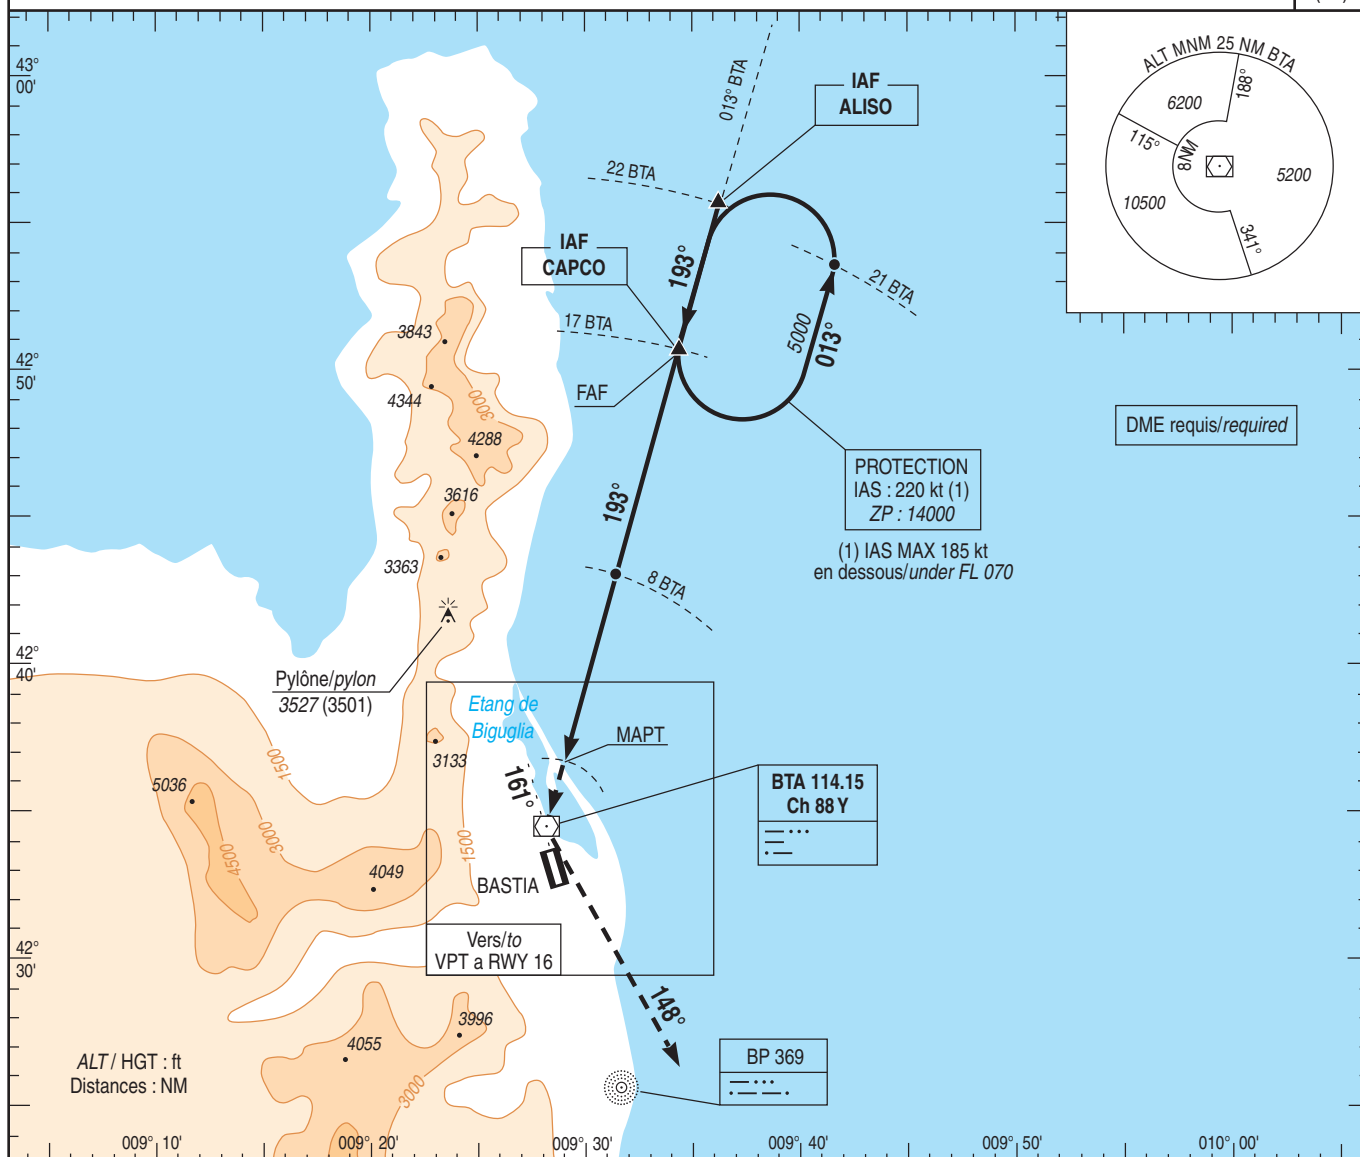 43°
00'
013° BTA
IAF
ALISO
22 BTA
ALT MNM 25 NM BTA
188°
6200
115°
8NM
5200
10500
341°
IAF
CAPCO
193°
21 BTA
17 BTA
5000
013°
3843
42°
50'
4344
3000
FAF
4288
DME requis/required
PROTECTION
IAS : 220 kt (1)
ZP : 14000
3616
193°
(1) IAS MAX 185 kt
en dessous/under FL 070
3363
8 BTA
42°
40'
Pylône/pylon
3527 (3501)
Etang de
Biguglia
MAPT
3133
1500
5036
161°
BTA 114.15
Ch 88 Y
3000
4500
1500
4049
BASTIA
42°
30'
Vers/to
VPT a RWY 16
148°
3996
4055
BP 369
ALT / HGT : ft
Distances : NM
3000
009° 10'
009° 20'
009° 30'
009° 40'
009° 50'
010° 00'